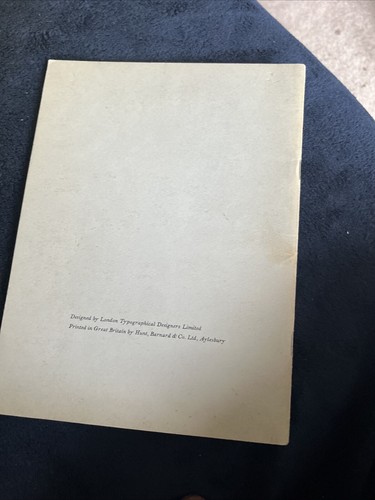 Designed by London Typographical Designers Limited
Printed in Great Britain by Hunt, Barnard & Co. Ltd., Aylesbury